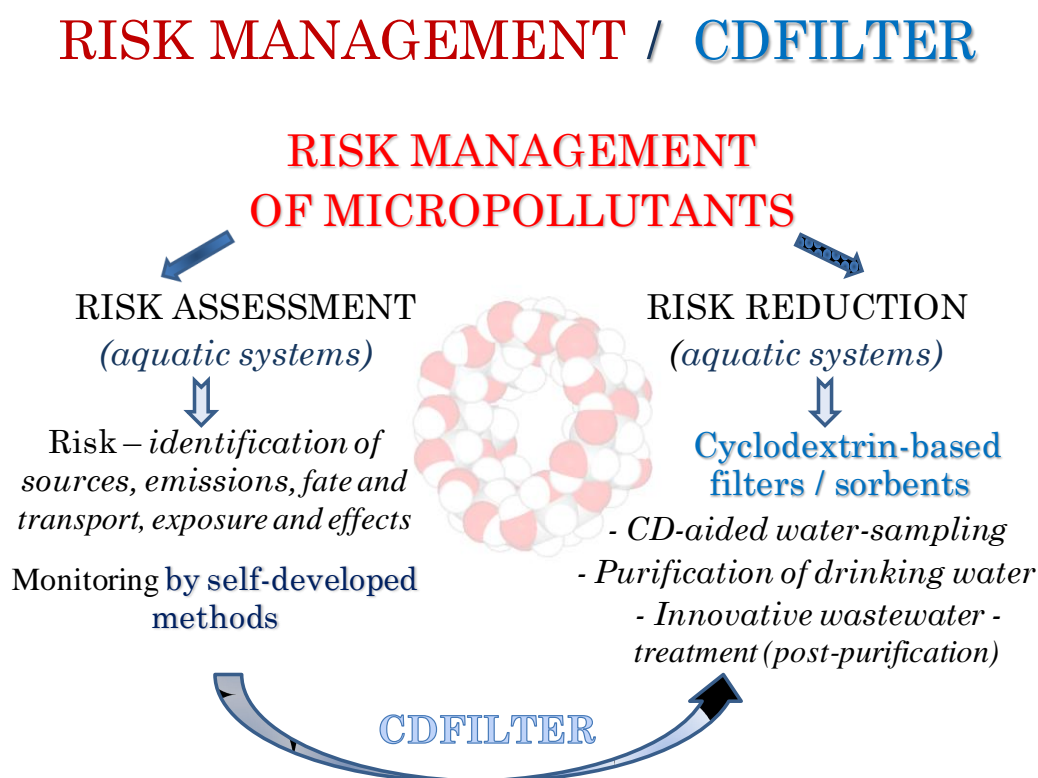 RISK MANAGEMENT / CDFILTER
RISK MANAGEMENT
OF MICROPOLLUTANTS
RISK ASSESSMENT
(aquatic systems)
Risk – identification of
sources, emissions, fate and
transport, exposure and effects
Monitoring by self-developed
methods
RISK REDUCTION
(aquatic systems)
Cyclodextrin-based
filters / sorbents
- CD-aided water-sampling
- Purification of drinking water
- Innovative wastewater -
treatment (post-purification)
CDFILTER